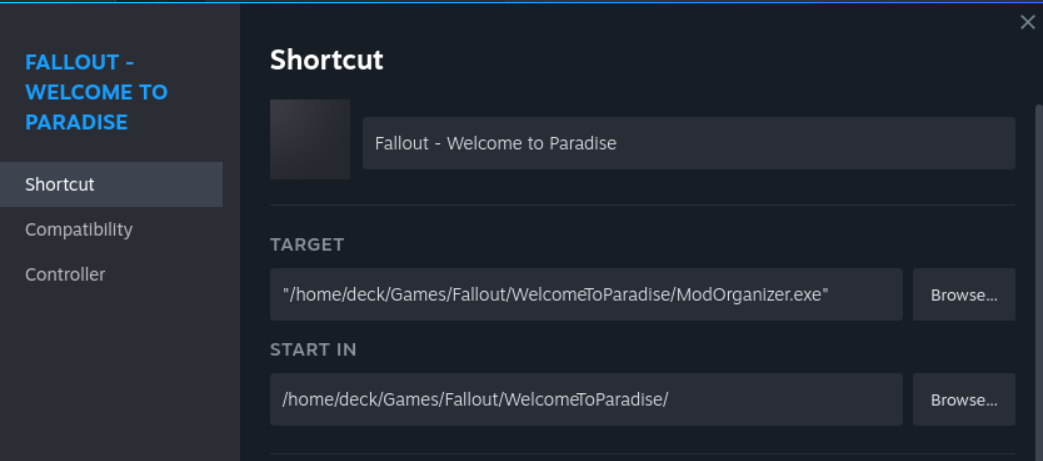 FALLOUT -
WELCOME TO
PARADISE
Shortcut
Compatibility
Controller
Shortcut
Fallout - Welcome to Paradise
TARGET
"/home/deck/Games/Fallout/WelcomeToParadise/ModOrganizer.exe"
Browse...
START IN
/home/deck/Games/Fallout/WelcomeToParadise/
Browse...